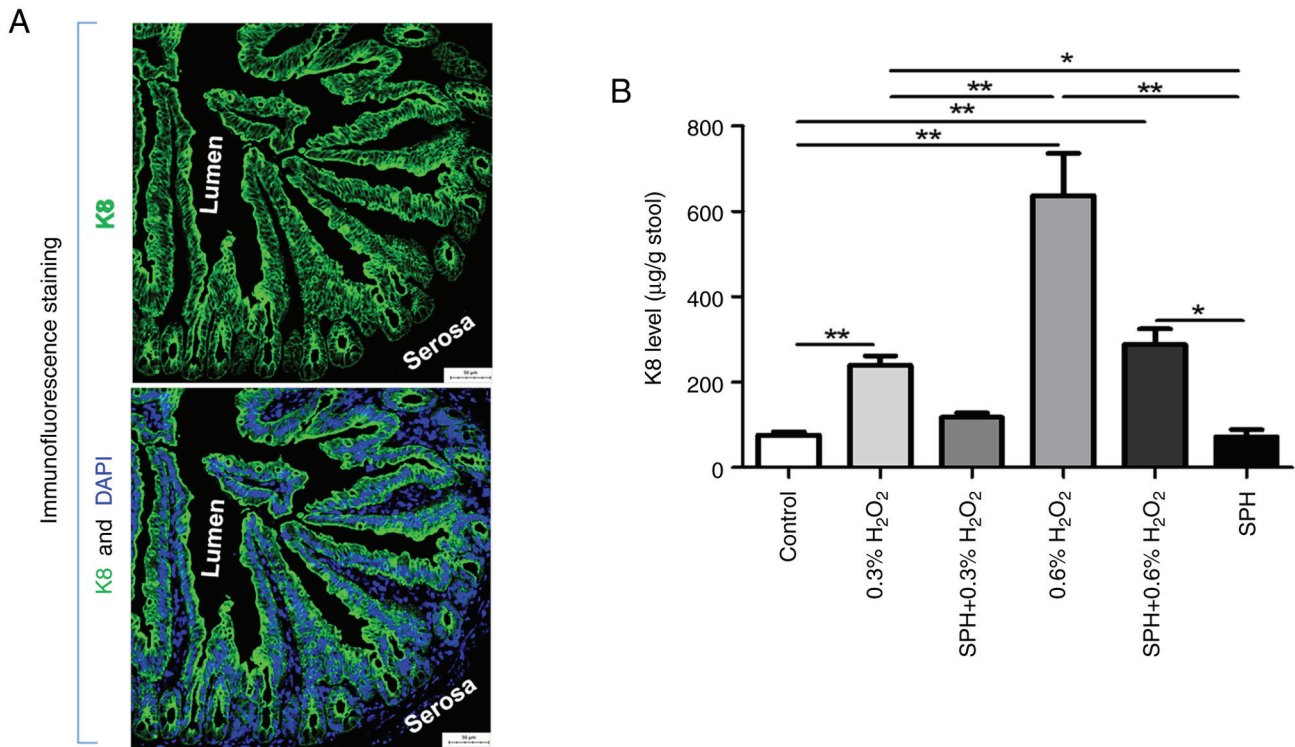 A
Immunofluorescence staining
K8
Lumen
Serosa
50 µm
K8 and DAPI
Lumen
Serosa
50 µm
B
*
** **
**
**
** *
K8 level (µg/g stool)
800
600
400
200
0
Control
0.3% H₂O₂
SPH+0.3% H₂O₂
0.6% H₂O₂
SPH+0.6% H₂O₂
SPH